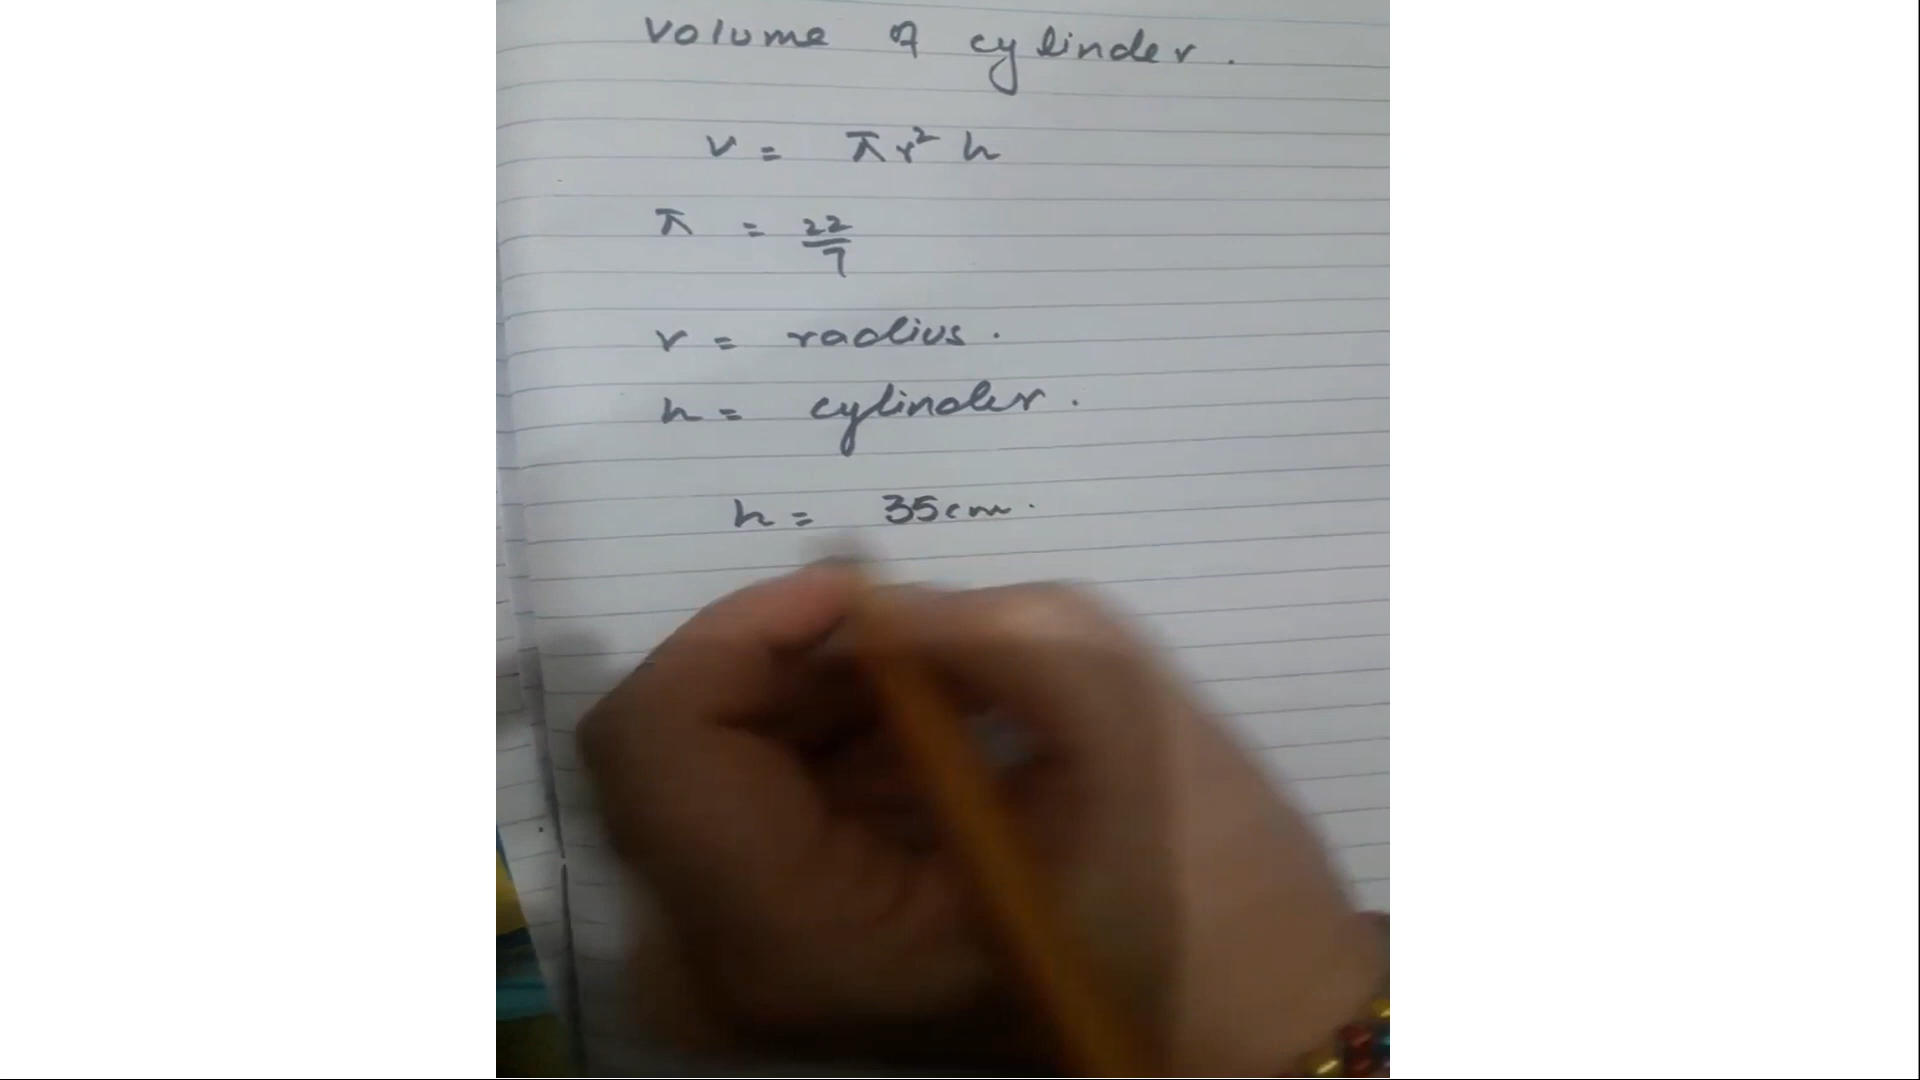 Volume of cylinder.
V = πr² h
π = 22/7
r = radius.
h = cylinder.
h = 35cm.